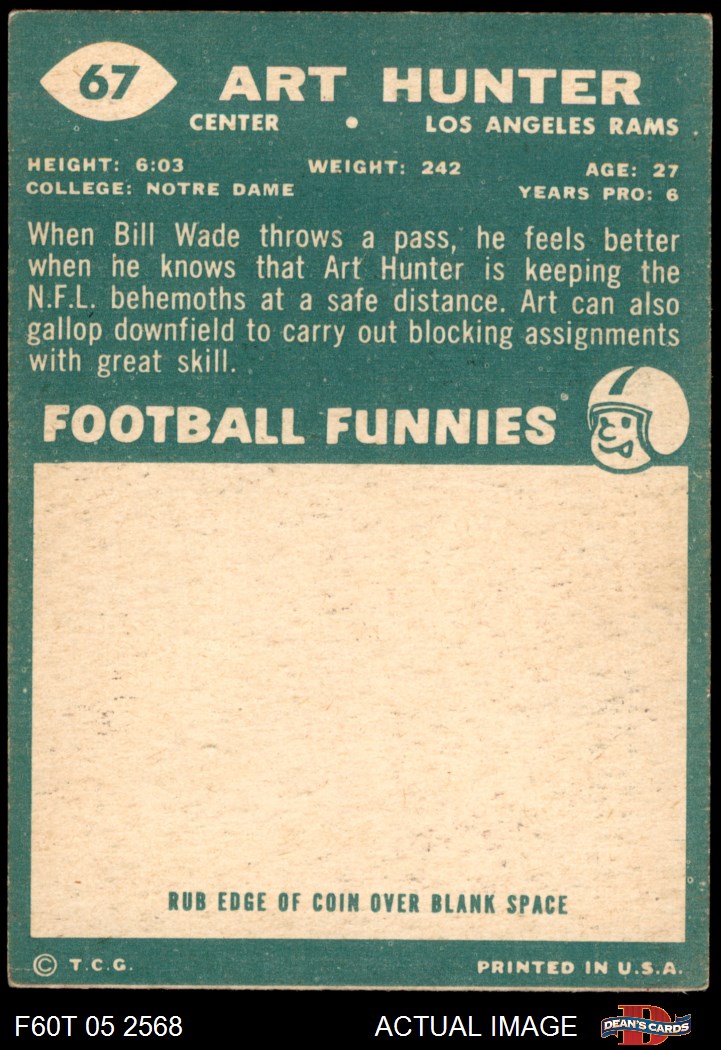 67
ART HUNTER
CENTER • LOS ANGELES RAMS
HEIGHT: 6:03 WEIGHT: 242 AGE: 27
COLLEGE: NOTRE DAME YEARS PRO: 6
When Bill Wade throws a pass, he feels better
when he knows that Art Hunter is keeping the
N.F.L. behemoths at a safe distance. Art can also
gallop downfield to carry out blocking assignments
with great skill.
FOOTBALL FUNNIES
RUB EDGE OF COIN OVER BLANK SPACE
© T.C.G. PRINTED IN U.S.A.
F60T 05 2568 ACTUAL IMAGE D DEAN'S CARDS